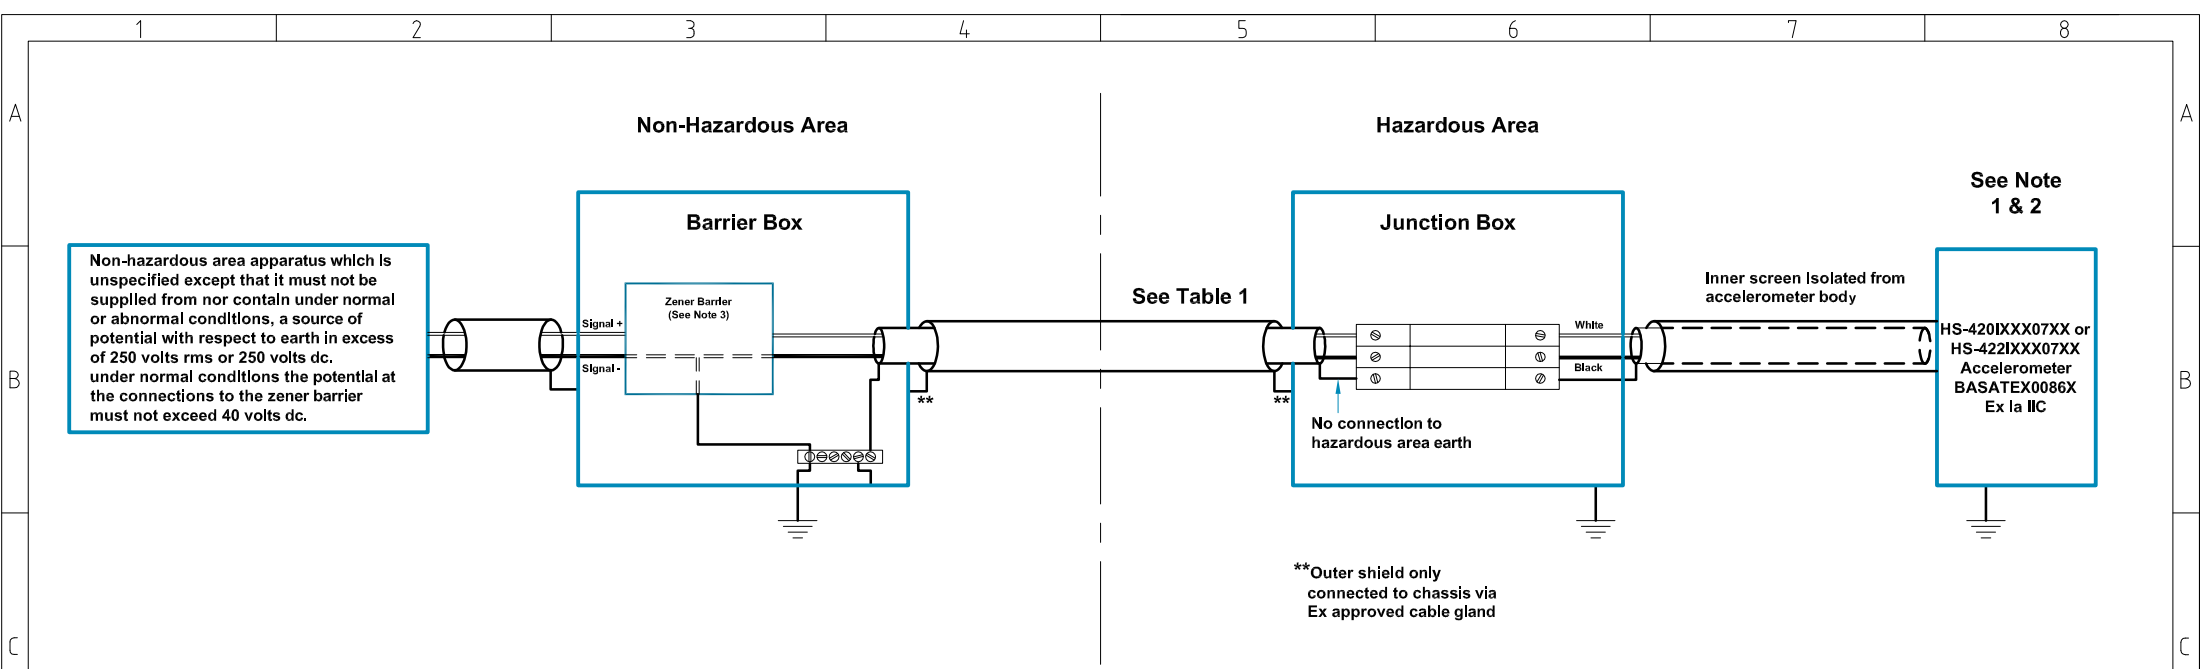 1 2 3 4 5 6 7 8
A A
Non-Hazardous Area
Hazardous Area
See Note
1 & 2
Barrier Box
Junction Box
Non-hazardous area apparatus which is
unspecified except that it must not be
supplied from nor contain under normal
or abnormal conditions, a source of
potential with respect to earth in excess
of 250 volts rms or 250 volts dc.
under normal conditions the potential at
the connections to the zener barrier
must not exceed 40 volts dc.
Signal +
Signal -
Zener Barrier
(See Note 3)
**
See Table 1
**
No connection to
hazardous area earth
White
Black
Inner screen Isolated from
accelerometer body
HS-420IXXX07XX or
HS-422IXXX07XX
Accelerometer
BASATEX0086X
Ex Ia IIC
B B
**Outer shield only
connected to chassis via
Ex approved cable gland
C C